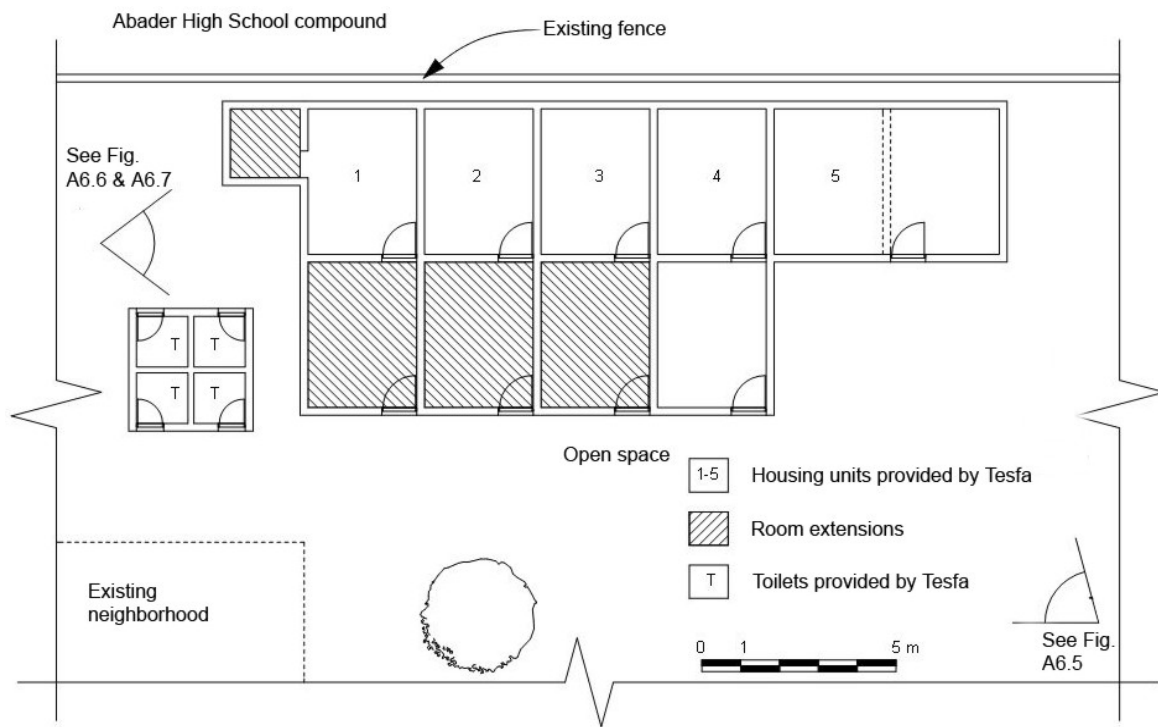 Abader High School compound
Existing fence
See Fig.
A6.6 & A6.7
1
2
3
4
5
T
T
T
T
Open space
1-5
Housing units provided by Tesfa
Room extensions
T
Toilets provided by Tesfa
Existing
neighborhood
0
1
5 m
See Fig.
A6.5